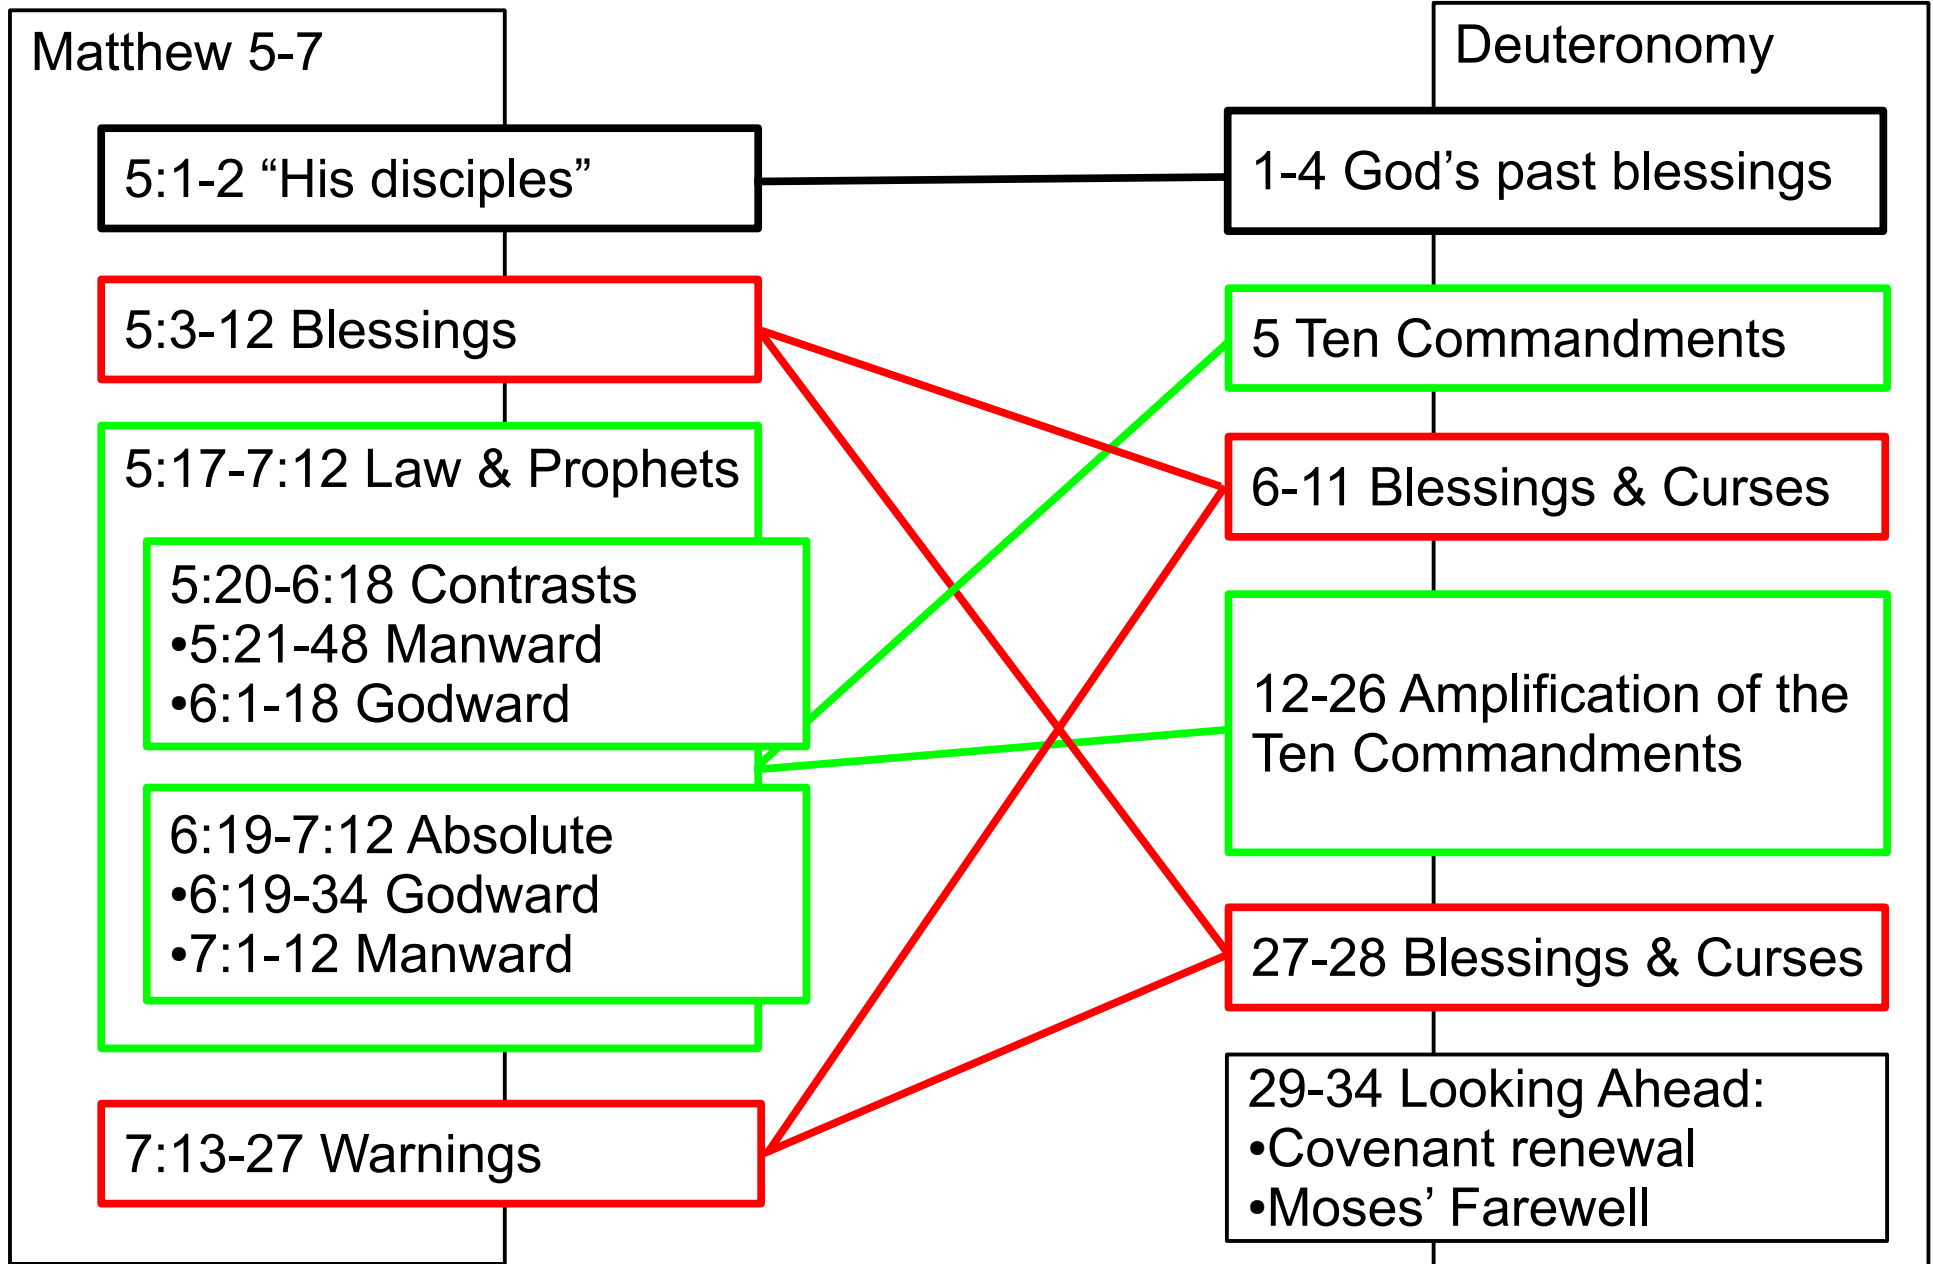 Matthew 5-7
5:1-2 “His disciples”
5:3-12 Blessings
5:17-7:12 Law & Prophets
5:20-6:18 Contrasts
•5:21-48 Manward
•6:1-18 Godward
6:19-7:12 Absolute
•6:19-34 Godward
•7:1-12 Manward
7:13-27 Warnings
Deuteronomy
1-4 God’s past blessings
5 Ten Commandments
6-11 Blessings & Curses
12-26 Amplification of the
Ten Commandments
27-28 Blessings & Curses
29-34 Looking Ahead:
•Covenant renewal
•Moses’ Farewell